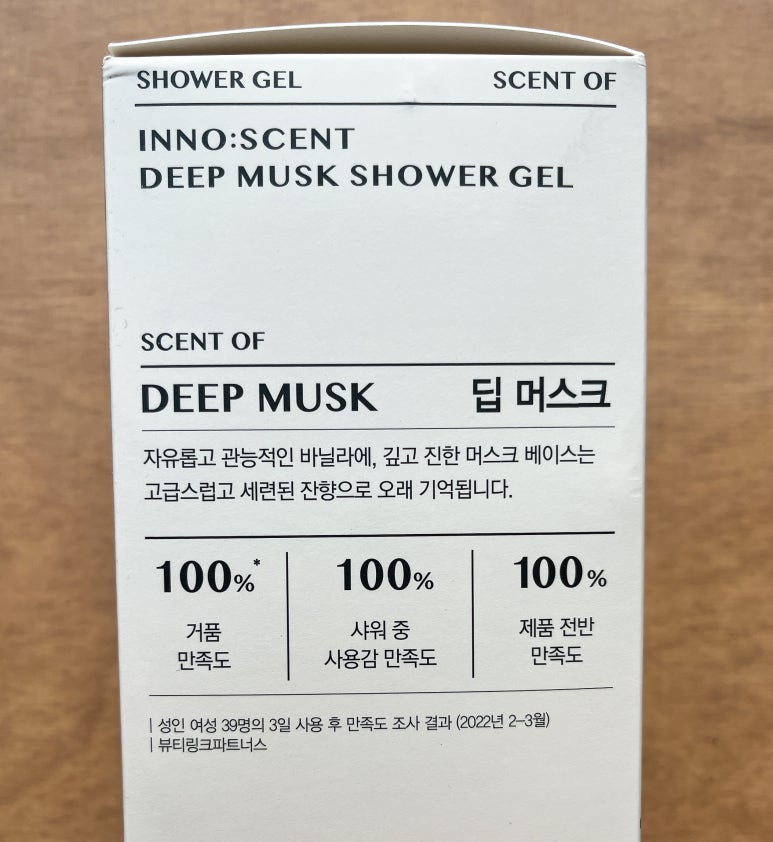 SHOWER GEL SCENT OF
INNO:SCENT
DEEP MUSK SHOWER GEL
SCENT OF
DEEP MUSK 딥 머스크
자유롭고 관능적인 바닐라에, 깊고 진한 머스크 베이스는
고급스럽고 세련된 잔향으로 오래 기억됩니다.
100%* 100% 100%
거품 샤워 중 제품 전반
만족도 사용감 만족도 만족도
| 성인 여성 39명의 3일 사용 후 만족도 조사 결과 (2022년 2–3월)
| 뷰티링크파트너스